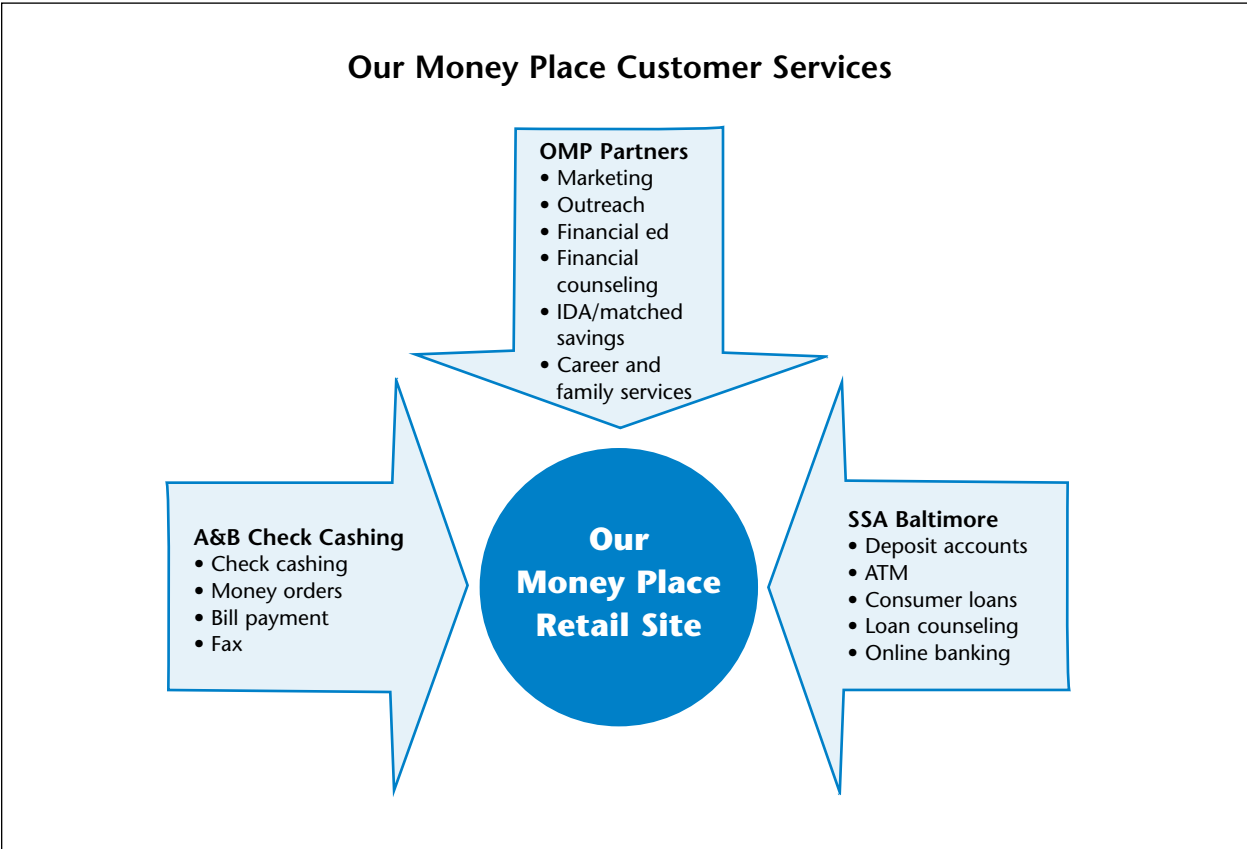 Our Money Place Customer Services
OMP Partners
• Marketing
• Outreach
• Financial ed
• Financial
counseling
• IDA/matched
savings
• Career and
family services
A&B Check Cashing
• Check cashing
• Money orders
• Bill payment
• Fax
Our
Money Place
Retail Site
SSA Baltimore
• Deposit accounts
• ATM
• Consumer loans
• Loan counseling
• Online banking